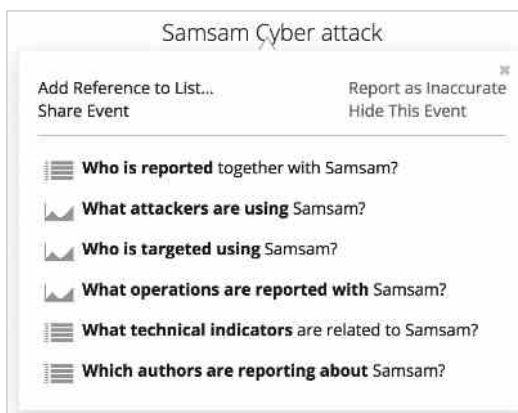 Samsam Cyber attack
Add Reference to List...
Report as Inaccurate
Share Event
Hide This Event
Who is reported together with Samsam?
What attackers are using Samsam?
Who is targeted using Samsam?
What operations are reported with Samsam?
What technical indicators are related to Samsam?
Which authors are reporting about Samsam?